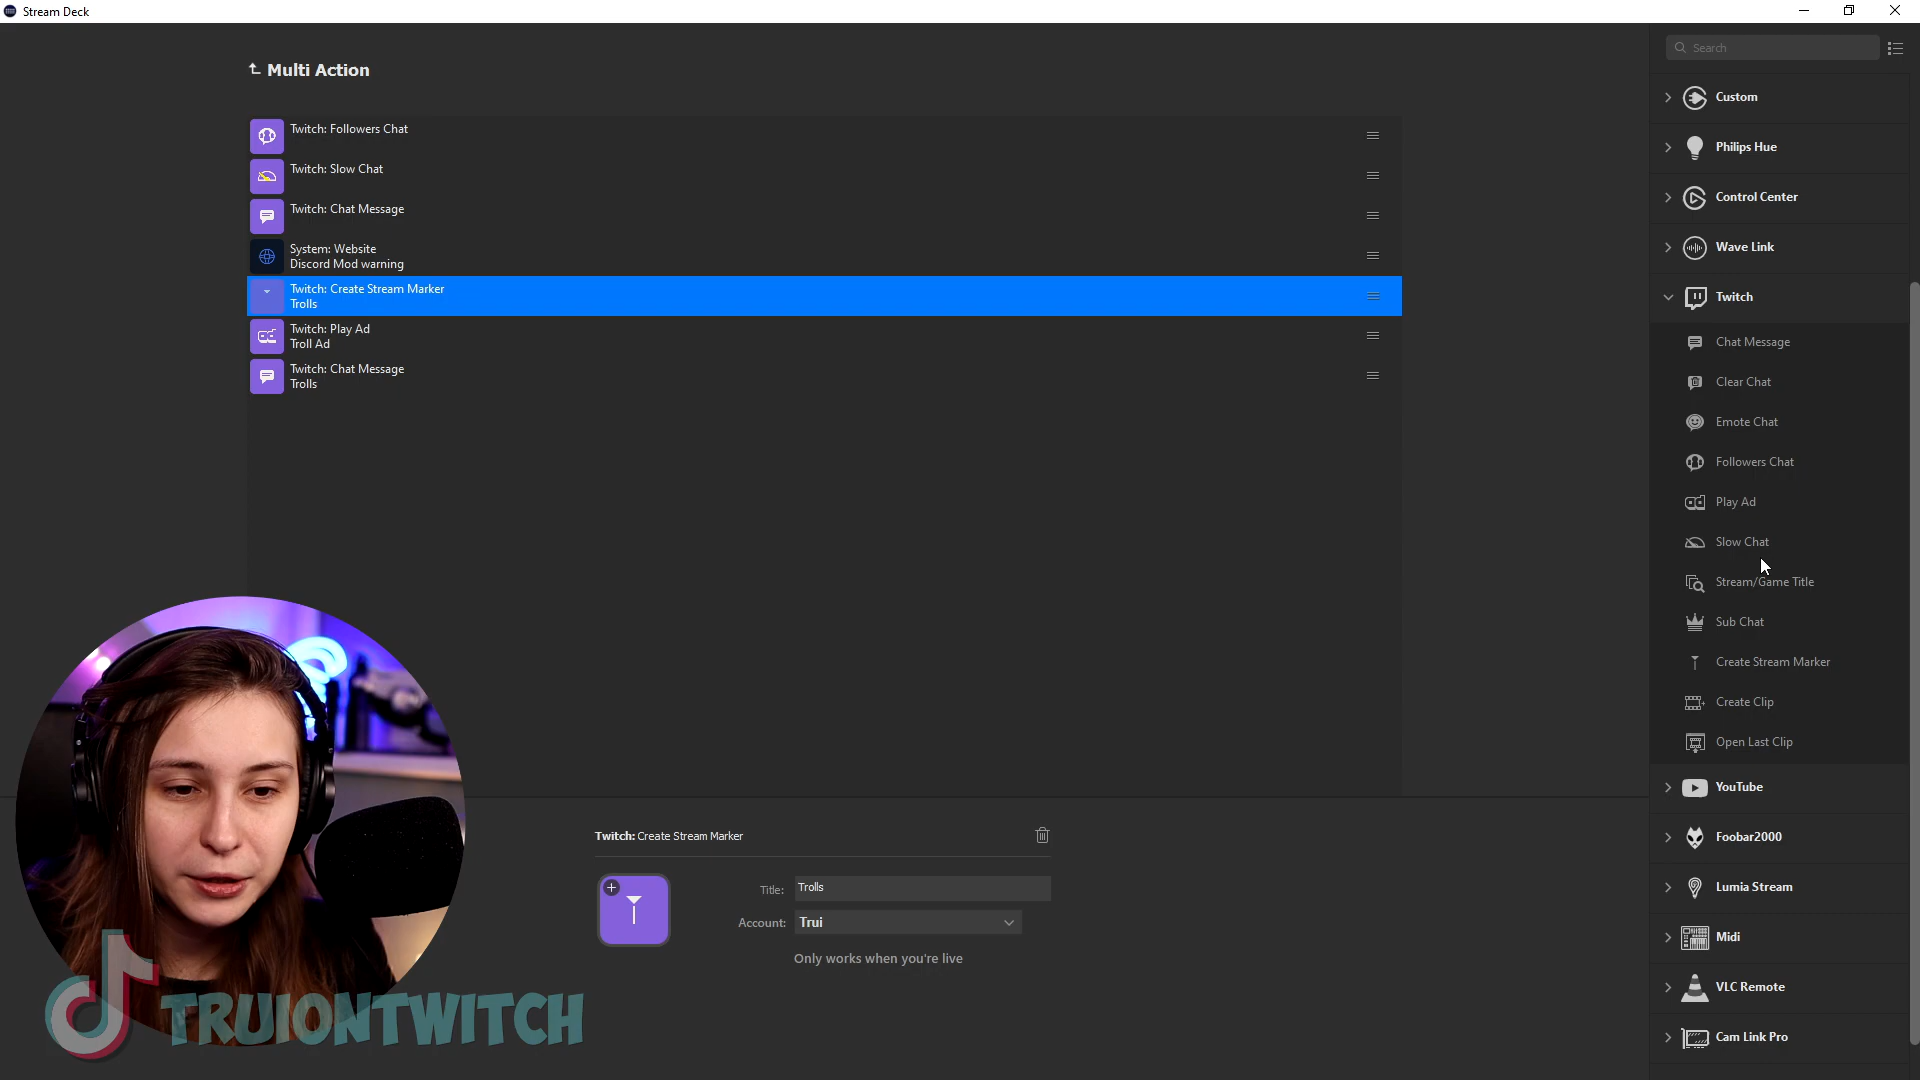 Stream Deck
Multi Action
Twitch: Followers Chat
Twitch: Slow Chat
Twitch: Chat Message
System: Website
Discord Mod warning
Twitch: Create Stream Marker
Trolls
Twitch: Play Ad
Troll Ad
Twitch: Chat Message
Trolls
Twitch: Create Stream Marker
Title: Trolls
Account: Trui
Only works when you're live
TRUIONTWITCH
Search
Custom
Philips Hue
Control Center
Wave Link
Twitch
Chat Message
Clear Chat
Emote Chat
Followers Chat
Play Ad
Slow Chat
Stream/Game Title
Sub Chat
Create Stream Marker
Create Clip
Open Last Clip
YouTube
Foobar2000
Lumia Stream
Midi
VLC Remote
Cam Link Pro